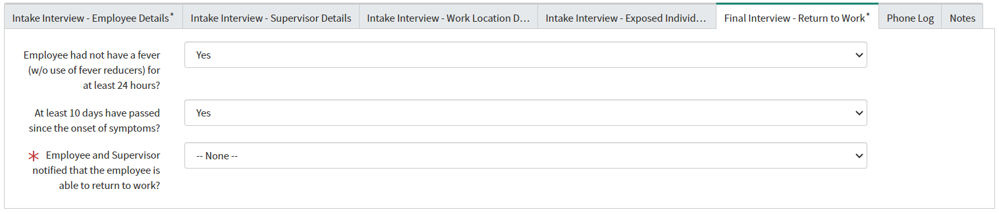 Intake Interview - Employee Details*
Intake Interview - Supervisor Details
Intake Interview - Work Location D...
Intake Interview - Exposed Individ...
Final Interview - Return to Work*
Phone Log
Notes
Employee had not have a fever
(w/o use of fever reducers) for
at least 24 hours?
Yes
At least 10 days have passed
since the onset of symptoms?
Yes
* Employee and Supervisor
notified that the employee is
able to return to work?
-- None --